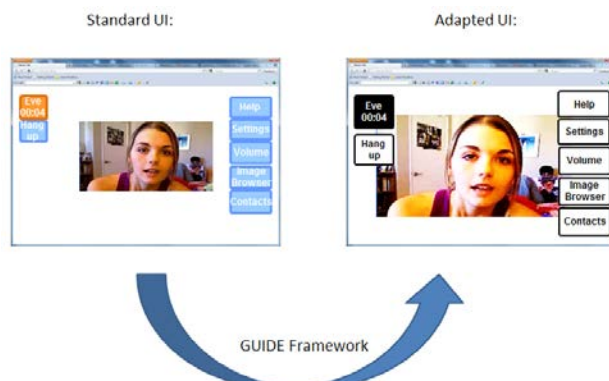 Standard UI:
Adapted UI:
Eve
00:04
Hang
up
Help
Settings
Volume
Image
Browser
Contacts
Eve
00:04
Hang
up
Help
Settings
Volume
Image
Browser
Contacts
GUIDE Framework